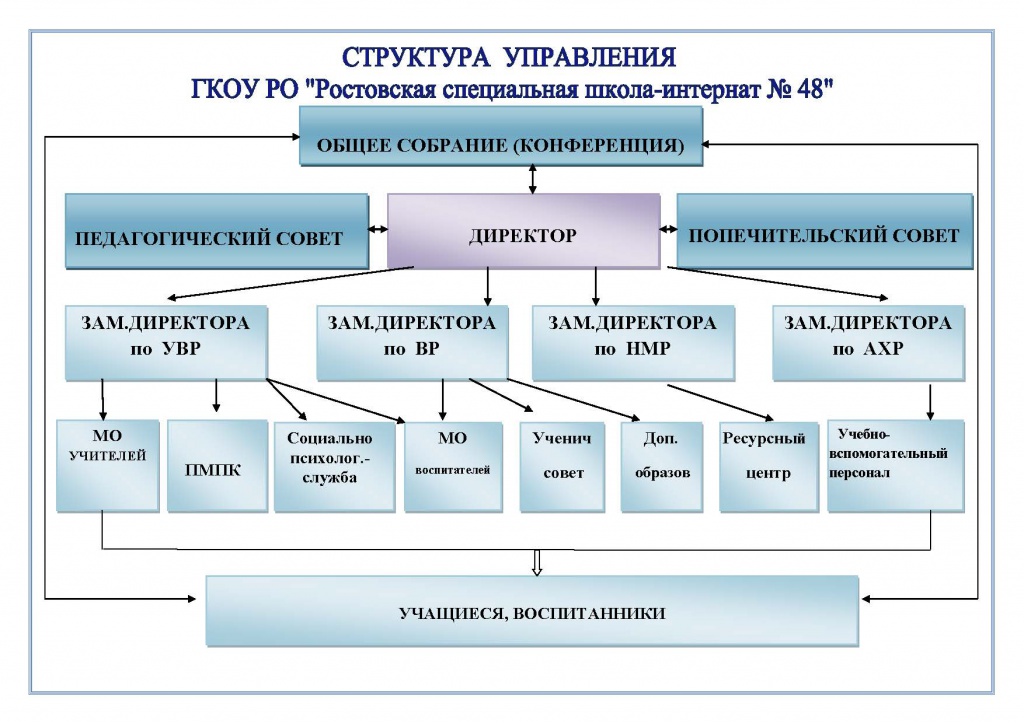 СТРУКТУРА УПРАВЛЕНИЯ
ГКОУ РО "Ростовская специальная школа-интернат № 48"
ОБЩЕЕ СОБРАНИЕ (КОНФЕРЕНЦИЯ)
ПЕДАГОГИЧЕСКИЙ СОВЕТ
ДИРЕКТОР
ПОПЕЧИТЕЛЬСКИЙ СОВЕТ
ЗАМ.ДИРЕКТОРА
по УВР
ЗАМ.ДИРЕКТОРА
по ВР
ЗАМ.ДИРЕКТОРА
по НМР
ЗАМ.ДИРЕКТОРА
по АХР
МО
УЧИТЕЛЕЙ
ПМПК
Социально
психолог.-
служба
МО
воспитателей
Ученич
совет
Доп.
образов
Ресурсный
центр
Учебно-
вспомогательный
персонал
УЧАЩИЕСЯ, ВОСПИТАННИКИ